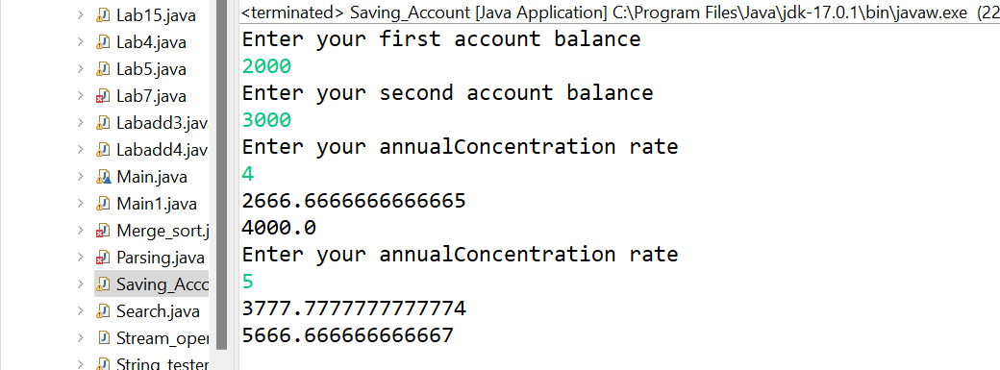 Lab15.java
Lab4.java
Lab5.java
Lab7.java
Labadd3.jav
Labadd4.jav
Main.java
Main1.java
Merge_sort.j
Parsing.java
Saving_Acco
Search.java
Stream_oper
String_tester
<terminated> Saving_Account [Java Application] C:\Program Files\Java\jdk-17.0.1\bin\javaw.exe (22
Enter your first account balance
2000
Enter your second account balance
3000
Enter your annualConcentration rate
4
2666.6666666666665
4000.0
Enter your annualConcentration rate
5
3777.7777777777774
5666.666666666667